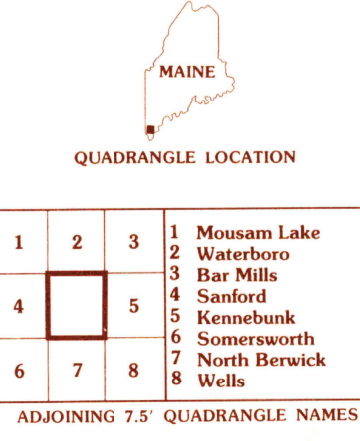 MAINE
QUADRANGLE LOCATION
1 2 3
4 5
6 7 8
1 Mousam Lake
2 Waterboro
3 Bar Mills
4 Sanford
5 Kennebunk
6 Somersworth
7 North Berwick
8 Wells
ADJOINING 7.5′ QUADRANGLE NAMES